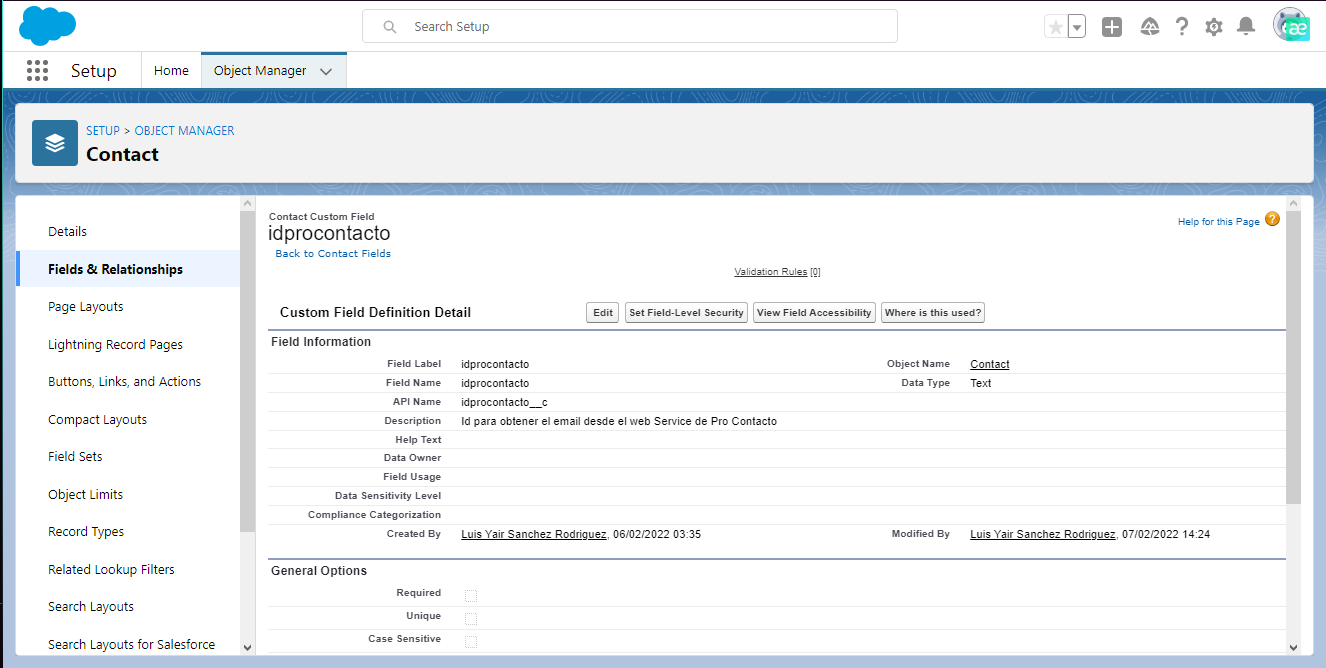 Search Setup
æ
Setup
Home
Object Manager
SETUP > OBJECT MANAGER
Contact
Details
Fields & Relationships
Page Layouts
Lightning Record Pages
Buttons, Links, and Actions
Compact Layouts
Field Sets
Object Limits
Record Types
Related Lookup Filters
Search Layouts
Search Layouts for Salesforce
Contact Custom Field
idprocontacto
Back to Contact Fields
Help for this Page
Validation Rules [0]
Custom Field Definition Detail Edit Set Field-Level Security View Field Accessibility Where is this used?
Field Information
Field Label idprocontacto Object Name Contact
Field Name idprocontacto Data Type Text
API Name idprocontacto__c
Description Id para obtener el email desde el web Service de Pro Contacto
Help Text
Data Owner
Field Usage
Data Sensitivity Level
Compliance Categorization
Created By Luis Yair Sanchez Rodriguez, 06/02/2022 03:35 Modified By Luis Yair Sanchez Rodriguez, 07/02/2022 14:24
General Options
Required
Unique
Case Sensitive